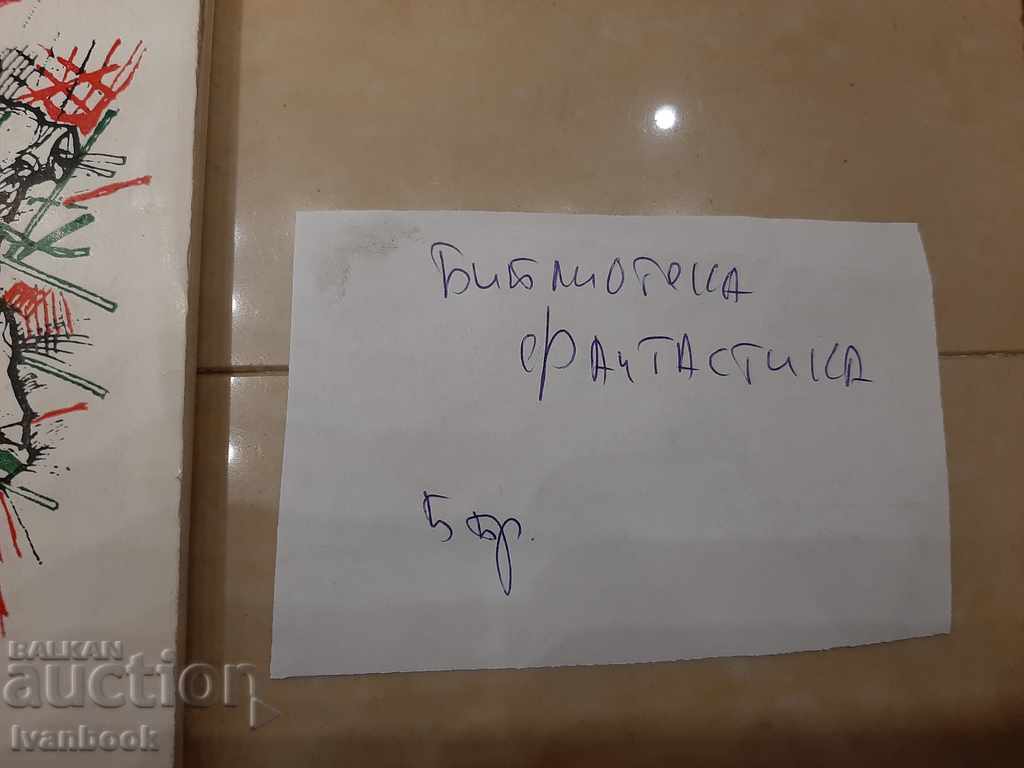 Библиотека
Фантастика
5 бр.
BALKAN
auction
Ivanbook